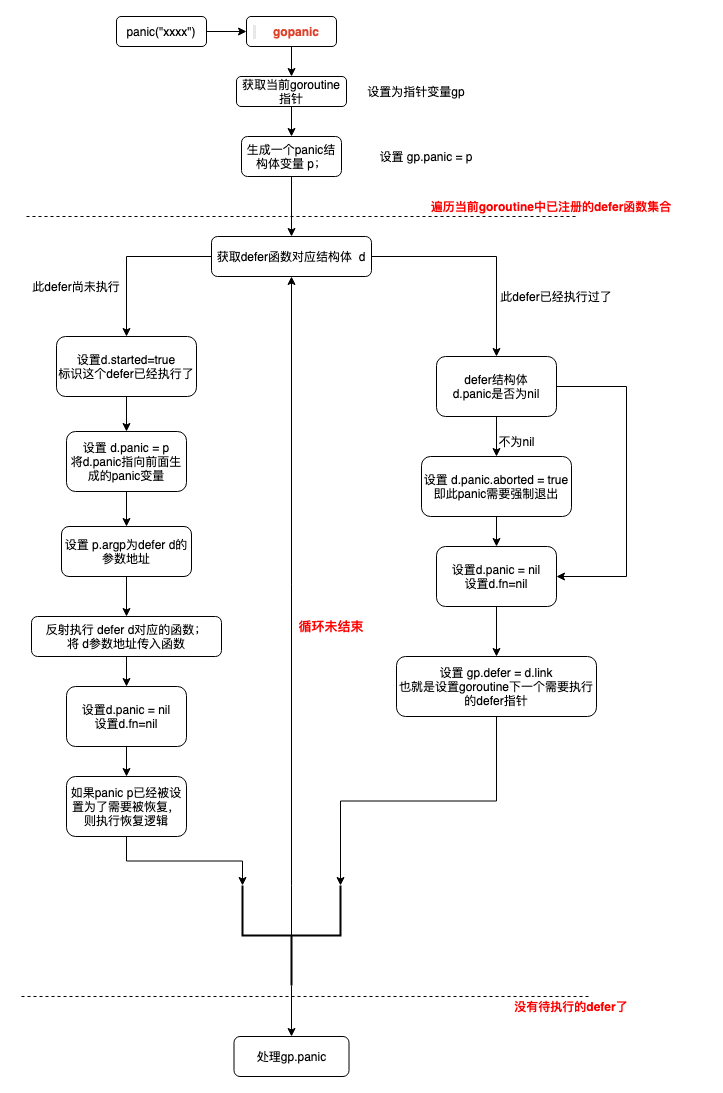 panic("xxxx")
gopanic
获取当前goroutine
指针
设置为指针变量gp
生成一个panic结
构体变量 p；
设置 gp.panic = p
遍历当前goroutine中已注册的defer函数集合
获取defer函数对应结构体 d
此defer尚未执行
此defer已经执行过了
设置d.started=true
标识这个defer已经执行了
defer结构体
d.panic是否为nil
不为nil
设置 d.panic = p
将d.panic指向前面生
成的panic变量
设置 d.panic.aborted = true
即此panic需要强制退出
设置 p.argp为defer d的
参数地址
设置d.panic = nil
设置d.fn=nil
反射执行 defer d对应的函数；
将 d参数地址传入函数
循环未结束
设置 gp.defer = d.link
也就是设置goroutine下一个需要执行
的defer指针
设置d.panic = nil
设置d.fn=nil
如果panic p已经被设
置为了需要被恢复，
则执行恢复逻辑
没有待执行的defer了
处理gp.panic